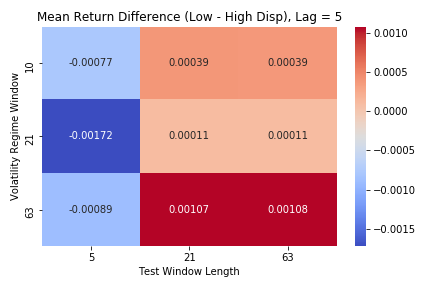 Mean Return Difference (Low - High Disp), Lag = 5
Volatility Regime Window
10
21
63
-0.00077 0.00039 0.00039
-0.00172 0.00011 0.00011
-0.00089 0.00107 0.00108
5 21 63
Test Window Length
0.0010
0.0005
0.0000
−0.0005
−0.0010
−0.0015